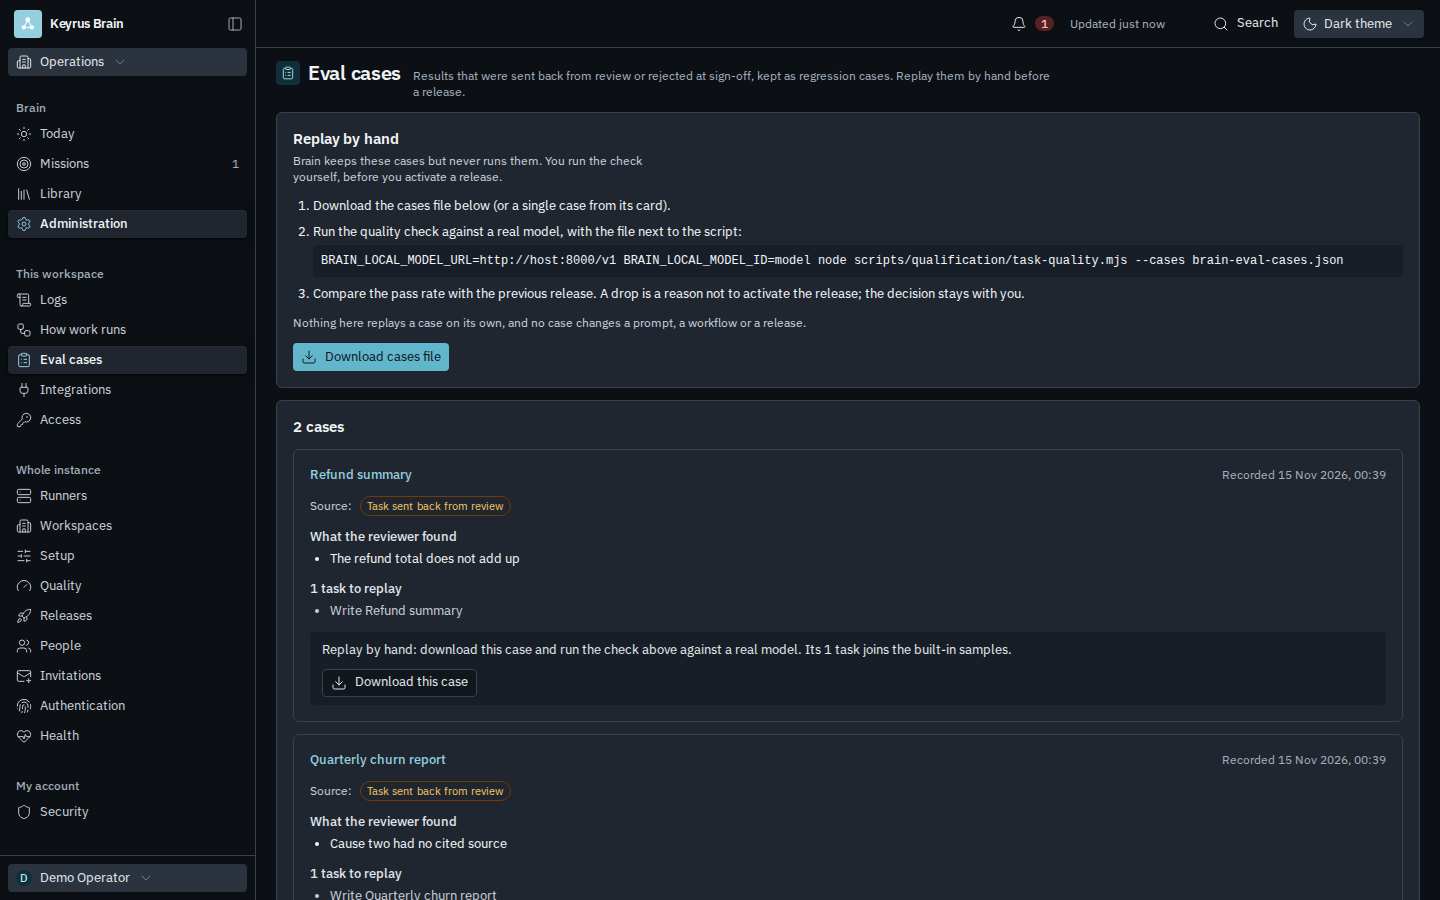 Keyrus Brain
Operations
Brain
Today
Missions 1
Library
Administration
This workspace
Logs
How work runs
Eval cases
Integrations
Access
Whole instance
Runners
Workspaces
Setup
Quality
Releases
People
Invitations
Authentication
Health
My account
Security
D Demo Operator
1 Updated just now Search Dark theme
Eval cases
Results that were sent back from review or rejected at sign-off, kept as regression cases. Replay them by hand before
a release.
Replay by hand
Brain keeps these cases but never runs them. You run the check
yourself, before you activate a release.
1. Download the cases file below (or a single case from its card).
2. Run the quality check against a real model, with the file next to the script:
BRAIN_LOCAL_MODEL_URL=http://host:8000/v1 BRAIN_LOCAL_MODEL_ID=model node scripts/qualification/task-quality.mjs --cases brain-eval-cases.json
3. Compare the pass rate with the previous release. A drop is a reason not to activate the release; the decision stays with you.
Nothing here replays a case on its own, and no case changes a prompt, a workflow or a release.
Download cases file
2 cases
Refund summary Recorded 15 Nov 2026, 00:39
Source: Task sent back from review
What the reviewer found
• The refund total does not add up
1 task to replay
• Write Refund summary
Replay by hand: download this case and run the check above against a real model. Its 1 task joins the built-in samples.
Download this case
Quarterly churn report Recorded 15 Nov 2026, 00:39
Source: Task sent back from review
What the reviewer found
• Cause two had no cited source
1 task to replay
• Write Quarterly churn report